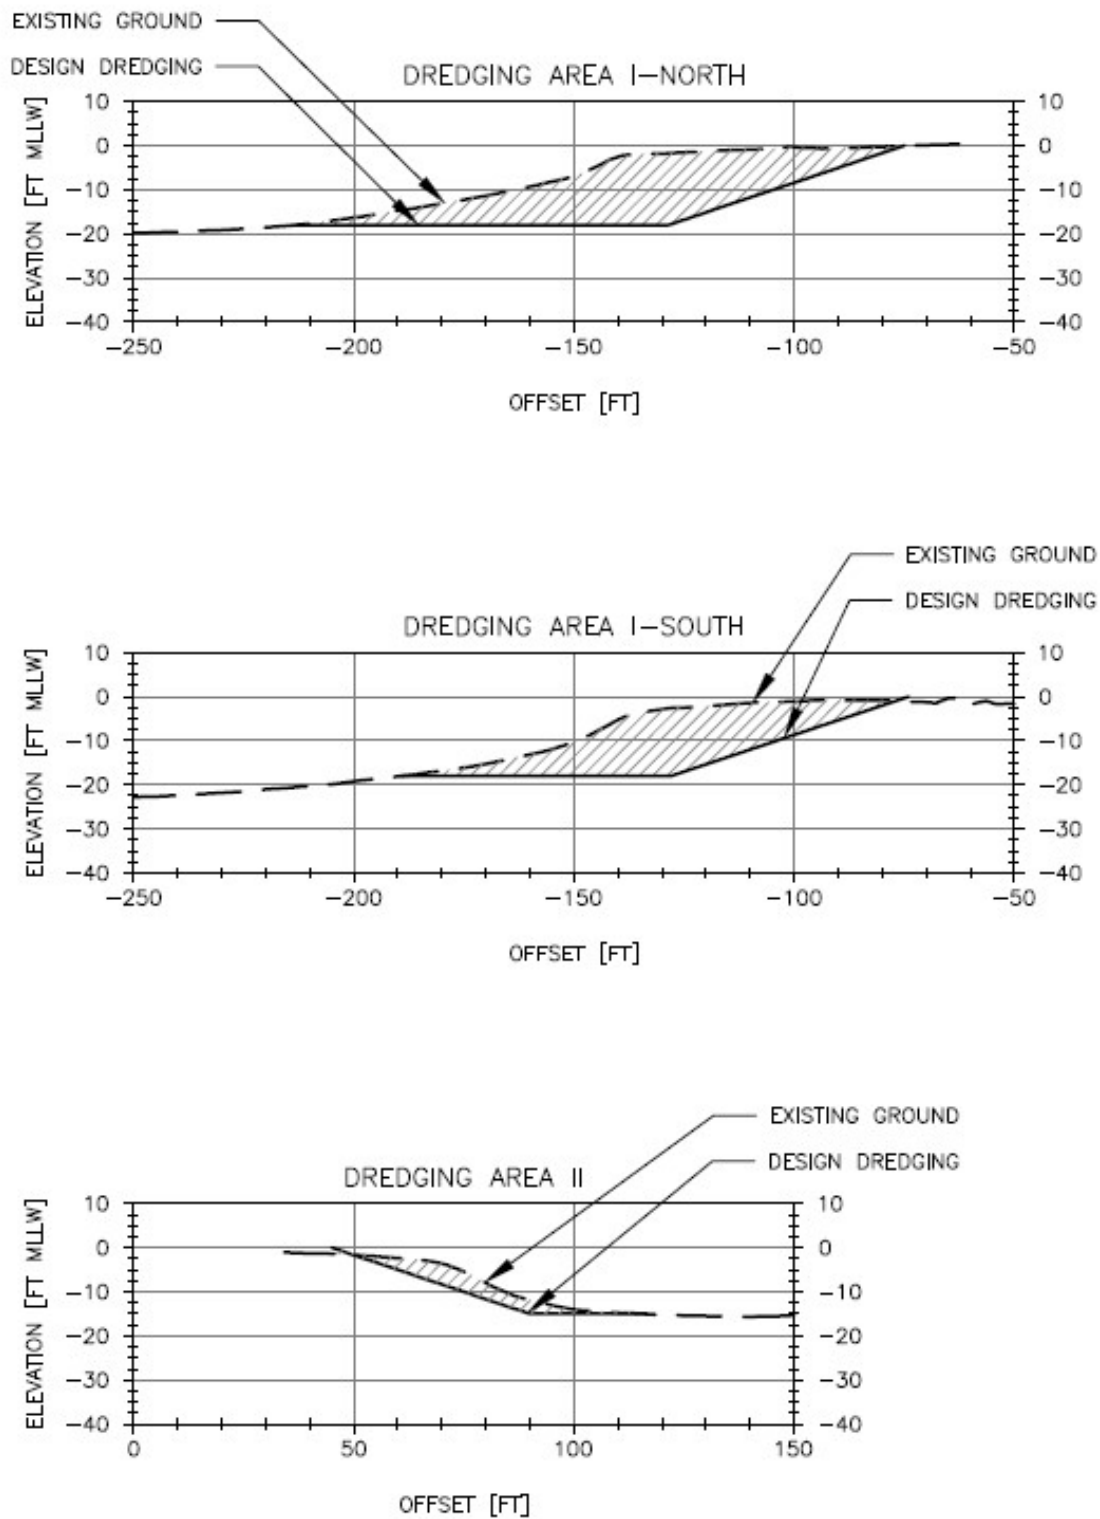 EXISTING GROUND
DESIGN DREDGING
DREDGING AREA I-NORTH
ELEVATION [FT MLLW]
10 10
0 0
-10 -10
-20 -20
-30 -30
-40 -40
-250 -200 -150 -100 -50
OFFSET [FT]
EXISTING GROUND
DESIGN DREDGING
DREDGING AREA I-SOUTH
ELEVATION [FT MLLW]
10 10
0 0
-10 -10
-20 -20
-30 -30
-40 -40
-250 -200 -150 -100 -50
OFFSET [FT]
EXISTING GROUND
DESIGN DREDGING
DREDGING AREA II
ELEVATION [FT MLLW]
10 10
0 0
-10 -10
-20 -20
-30 -30
-40 -40
0 50 100 150
OFFSET [FT]